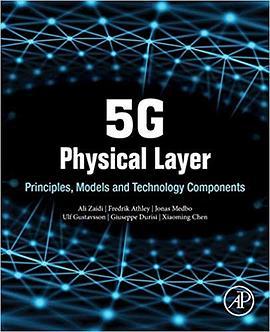 5G
Physical Layer
Principles, Models and Technology Components
Ali Zaidi | Fredrik Athley | Jonas Medbo
Ulf Gustavsson | Giuseppe Durisi | Xiaoming Chen
AP